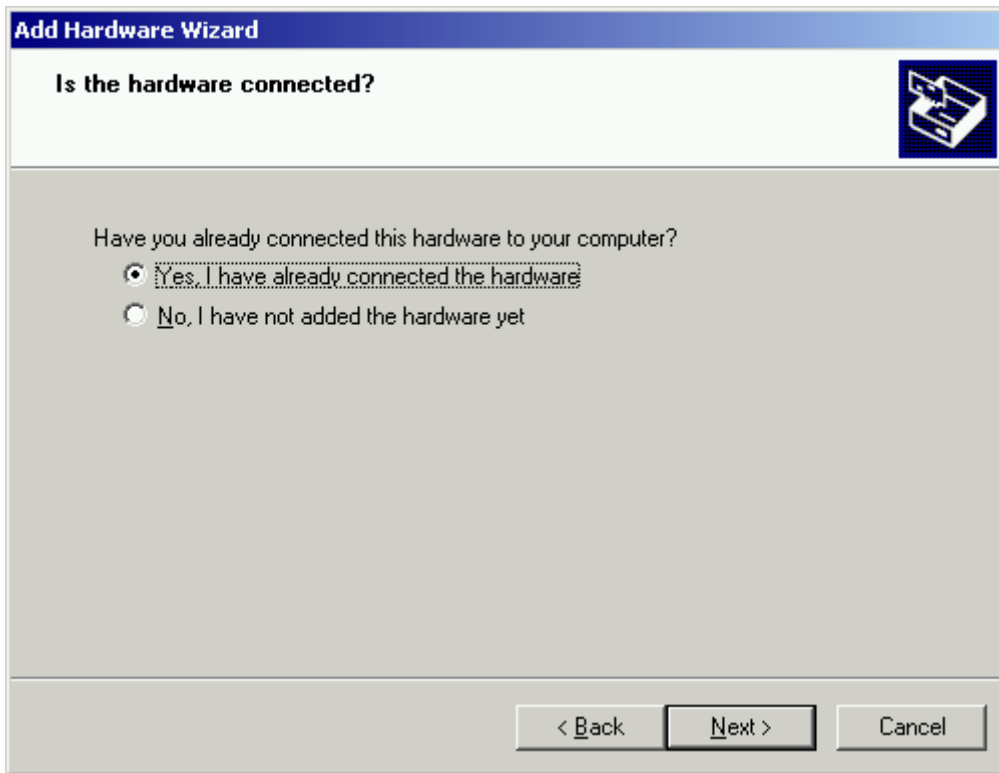 Add Hardware Wizard
Is the hardware connected?
Have you already connected this hardware to your computer?
Yes, I have already connected the hardware
No, I have not added the hardware yet
< Back Next > Cancel